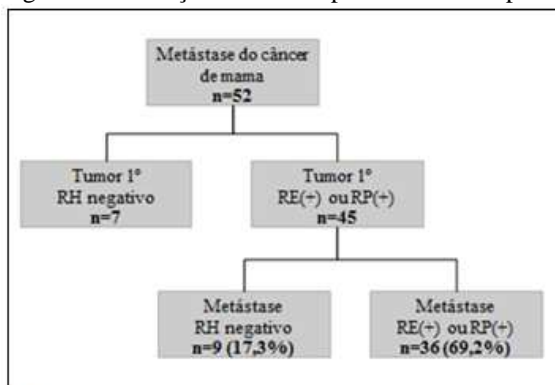 Metástase do câncer
de mama
n=52
Tumor 1º
RH negativo
n=7
Tumor 1º
RE(+) ou RP(+)
n=45
Metástase
RH negativo
n=9 (17,3%)
Metástase
RE(+) ou RP(+)
n=36 (69,2%)